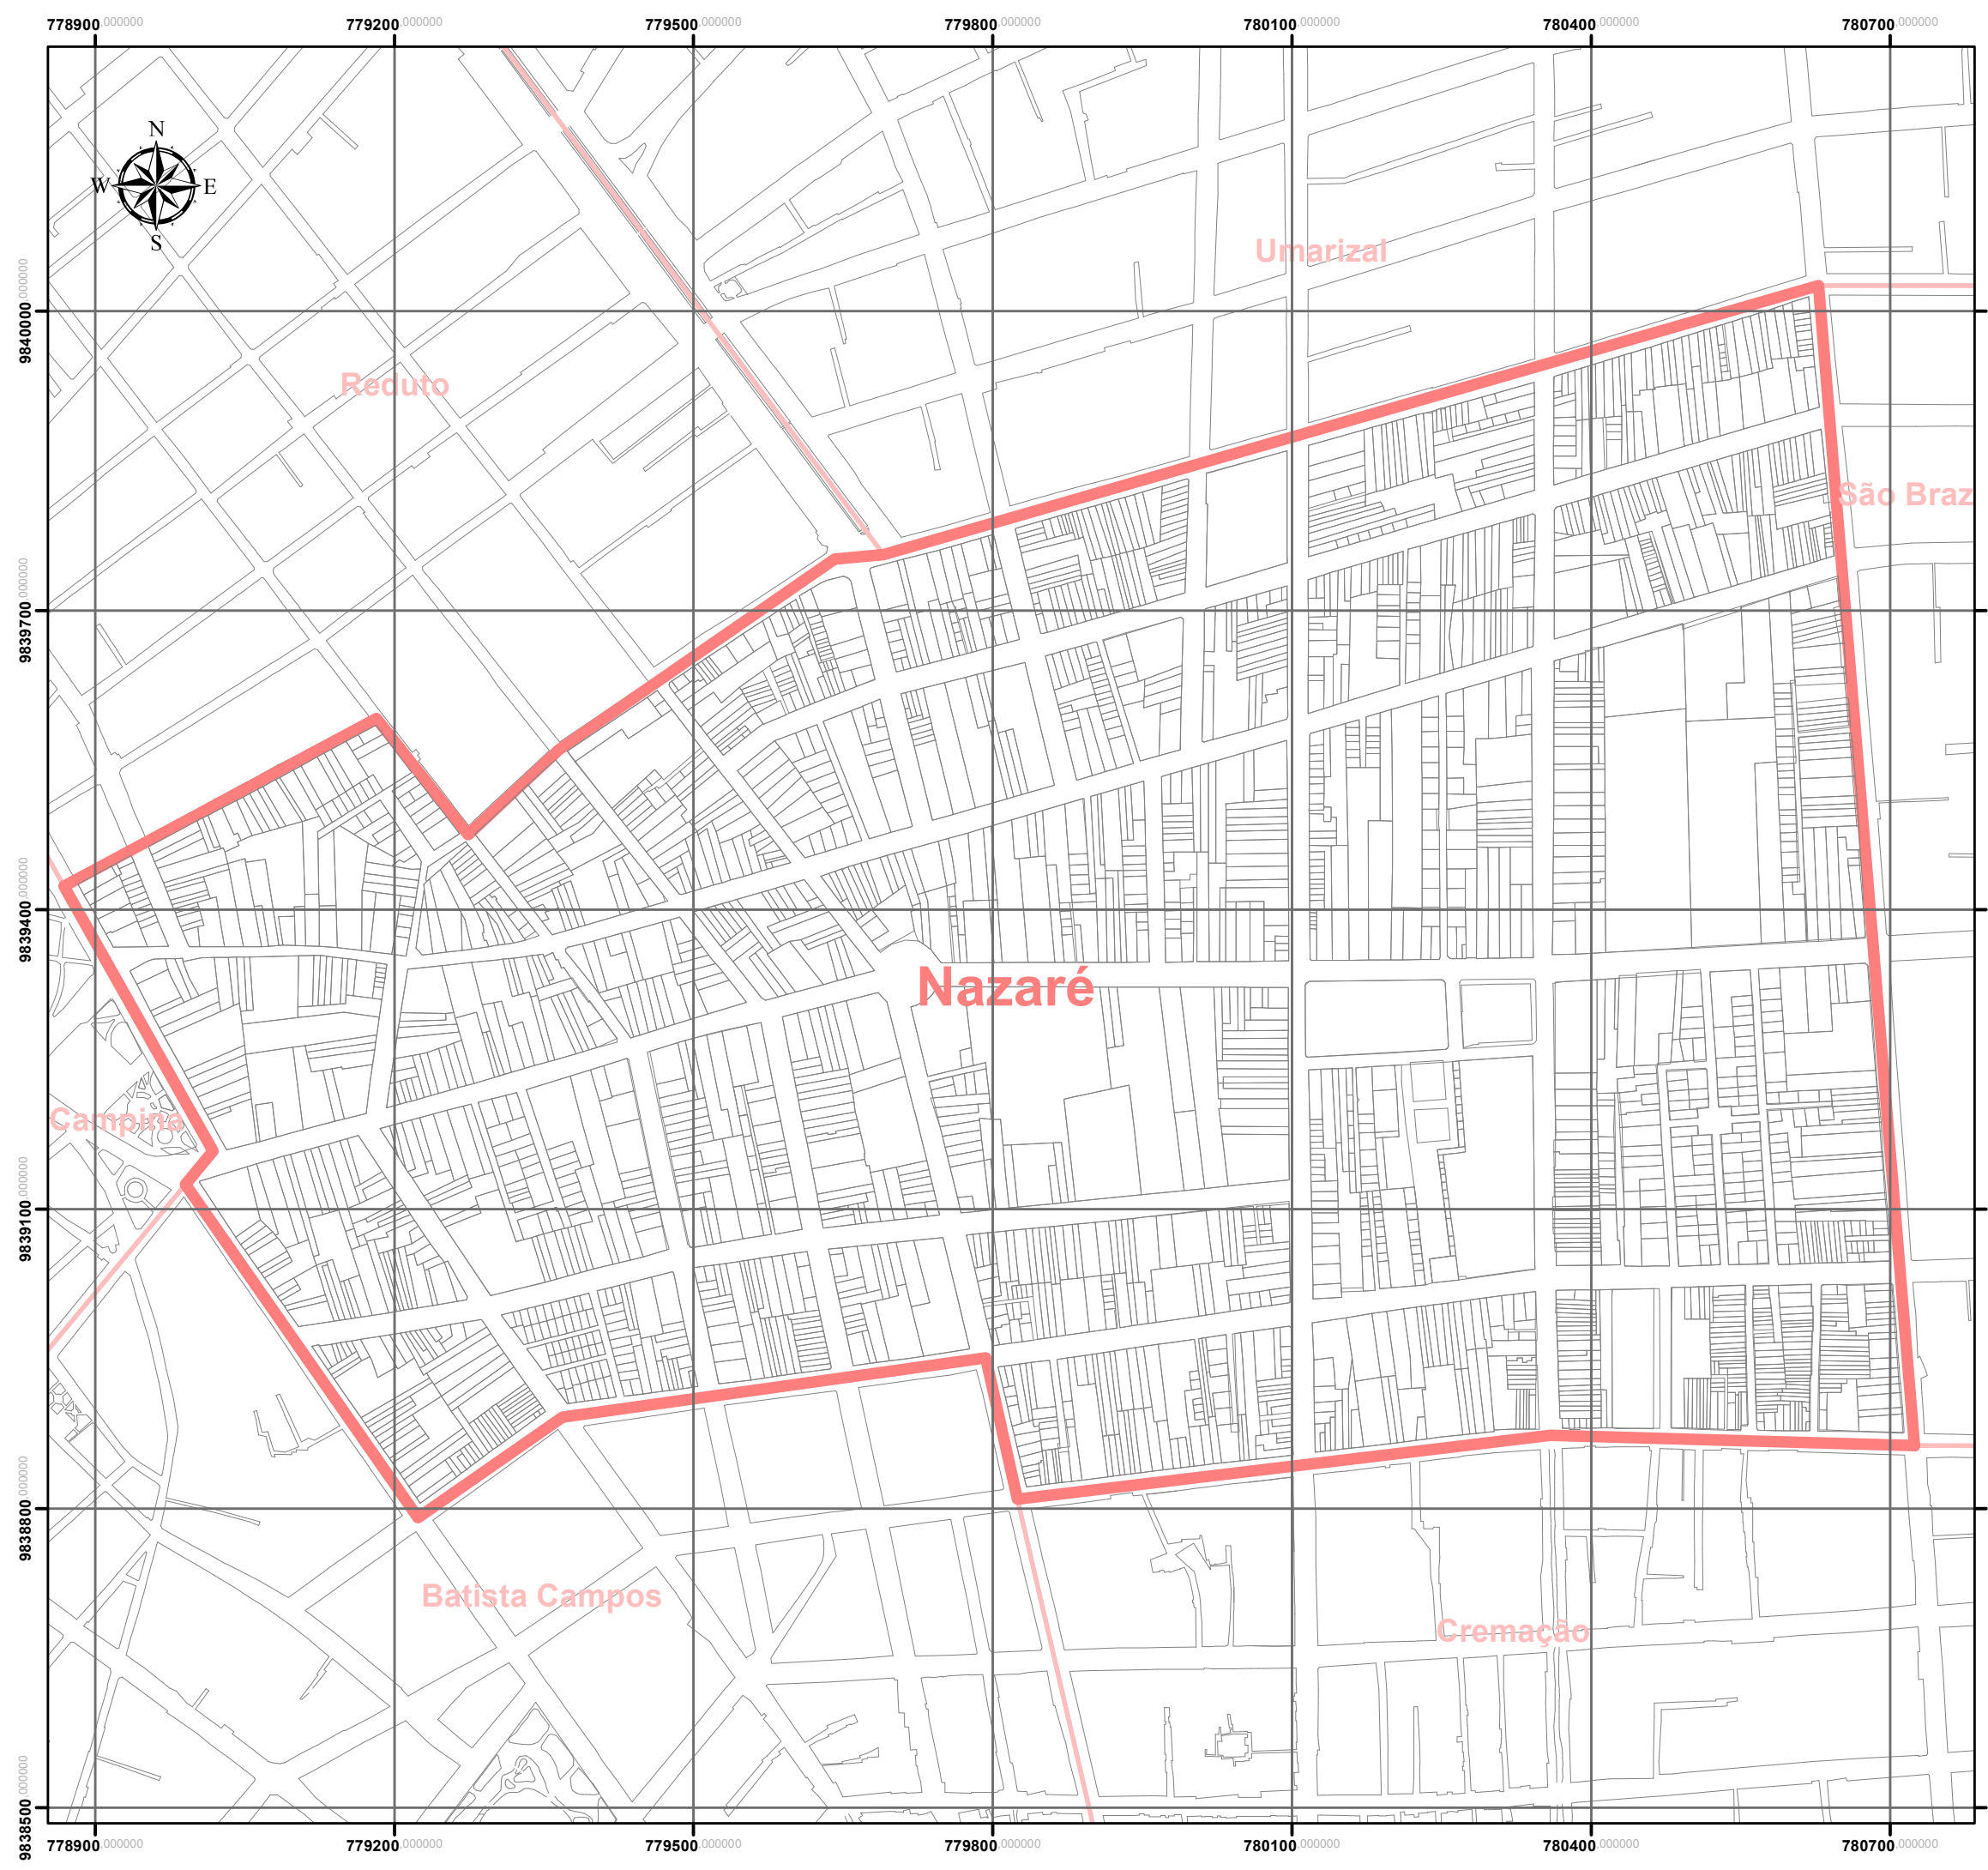 778900.000000 779200.000000 779500.000000 779800.000000 780100.000000 780400.000000 780700.000000
N
W E
S
Umarizal
9840000.000000
Reduto
São Braz
9839700.000000
9839400.000000
Nazaré
Campina
9839100.000000
9838800.000000
Batista Campos
Cremação
9838500.000000
778900.000000 779200.000000 779500.000000 779800.000000 780100.000000 780400.000000 780700.000000